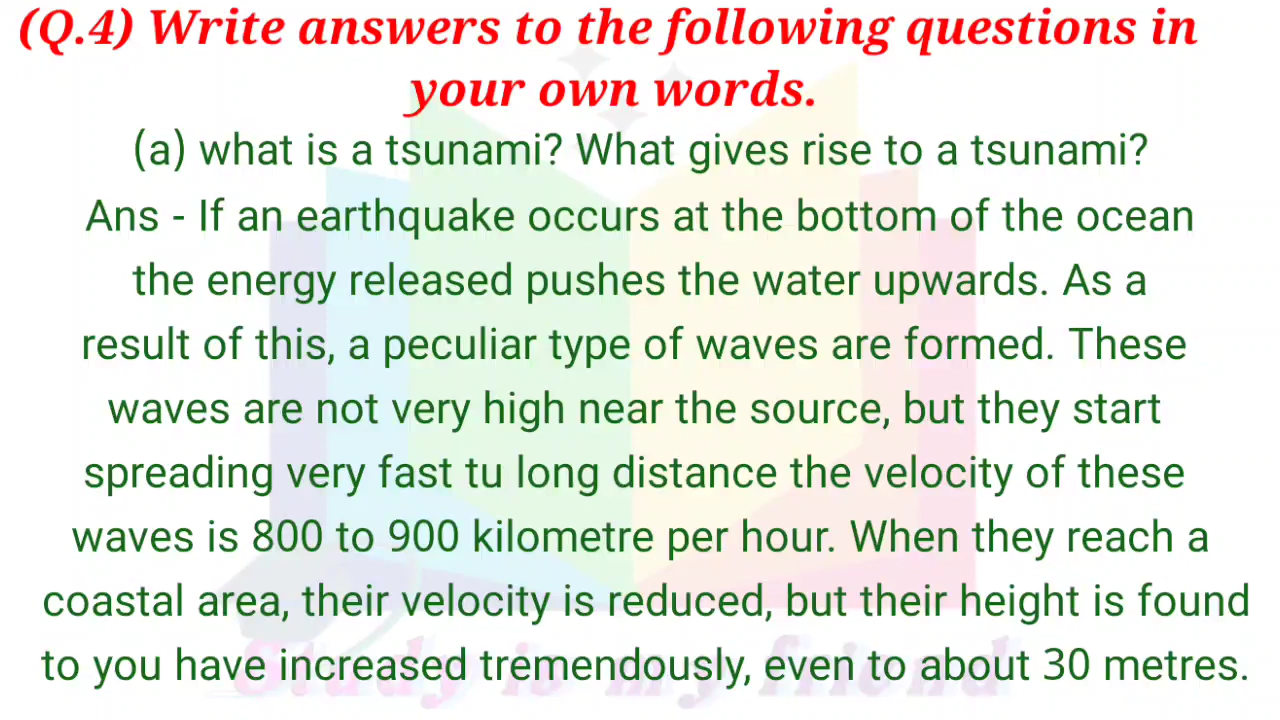 (Q.4) Write answers to the following questions in
your own words.
(a) what is a tsunami? What gives rise to a tsunami?
Ans - If an earthquake occurs at the bottom of the ocean
the energy released pushes the water upwards. As a
result of this, a peculiar type of waves are formed. These
waves are not very high near the source, but they start
spreading very fast tu long distance the velocity of these
waves is 800 to 900 kilometre per hour. When they reach a
coastal area, their velocity is reduced, but their height is found
to you have increased tremendously, even to about 30 metres.
Study is my friend